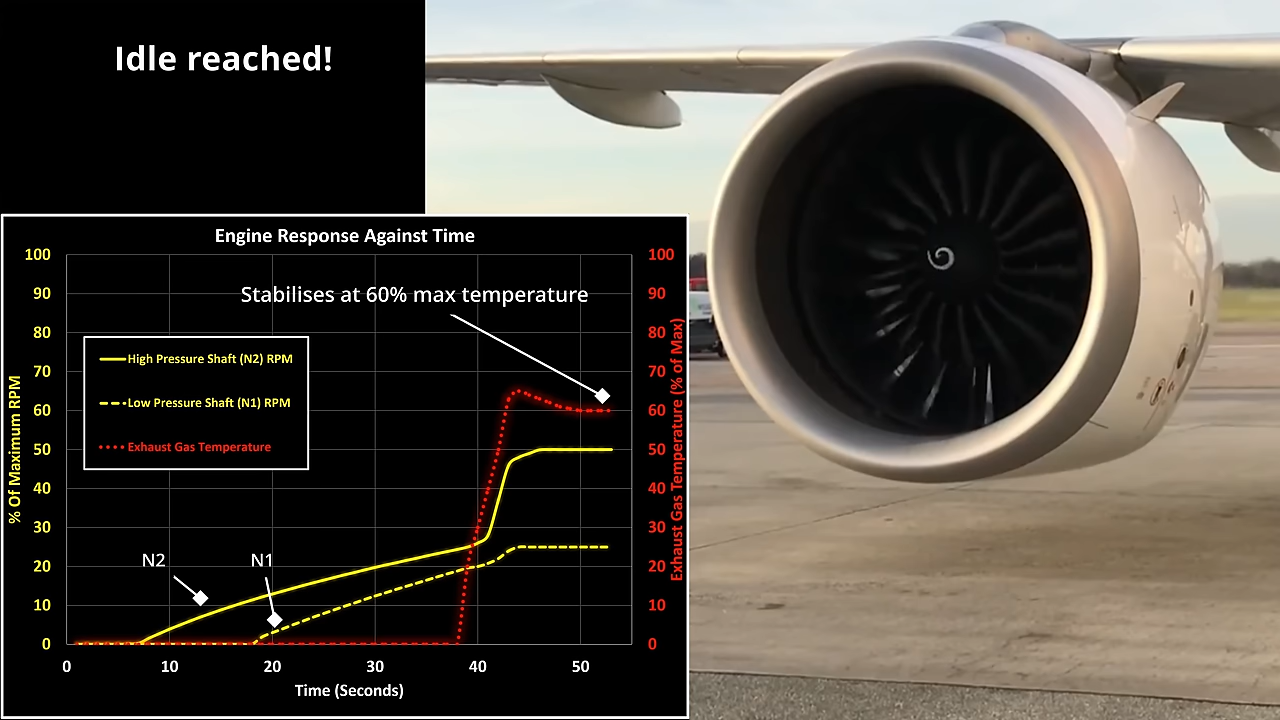 Idle reached!
Engine Response Against Time
100
90
80
70
60
50
40
30
20
10
0
% Of Maximum RPM
Stabilises at 60% max temperature
High Pressure Shaft (N2) RPM
Low Pressure Shaft (N1) RPM
Exhaust Gas Temperature
N2
N1
100
90
80
70
60
50
40
30
20
10
0
Exhaust Gas Temperature (% of Max)
0 10 20 30 40 50
Time (Seconds)